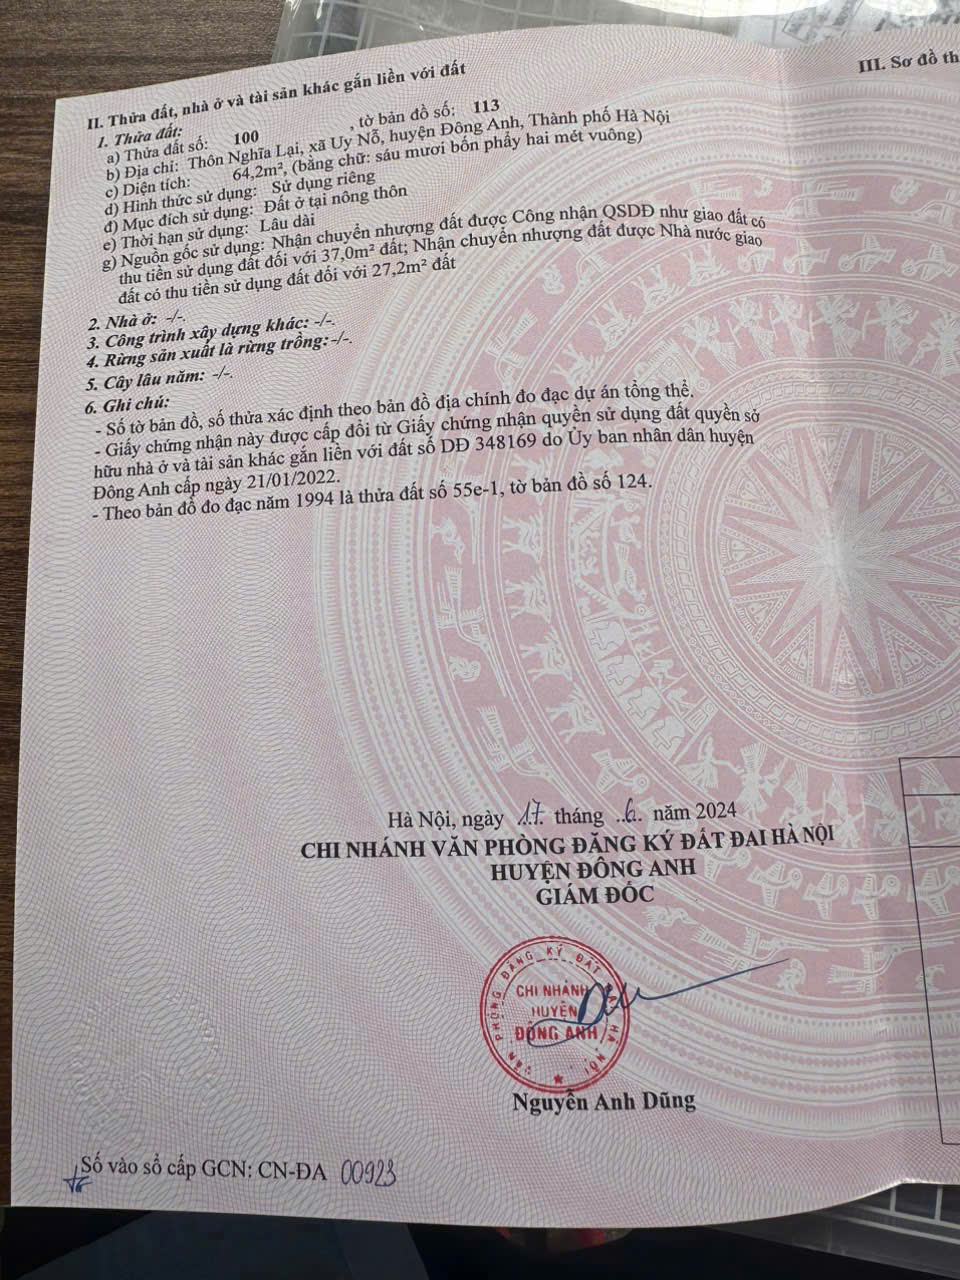 II. Thửa đất, nhà ở và tài sản khác gắn liền với đất
III. Sơ đồ th
1. Thửa đất:
a) Thửa đất số: 100 , tờ bản đồ số: 113
b) Địa chỉ: Thôn Nghĩa Lại, xã Uy Nỗ, huyện Đông Anh, Thành phố Hà Nội
c) Diện tích: 64,2m², (bằng chữ: sáu mươi bốn phẩy hai mét vuông)
d) Hình thức sử dụng: Sử dụng riêng
đ) Mục đích sử dụng: Đất ở tại nông thôn
e) Thời hạn sử dụng: Lâu dài
g) Nguồn gốc sử dụng: Nhận chuyển nhượng đất được Công nhận QSDĐ như giao đất có
thu tiền sử dụng đất đối với 37,0m² đất; Nhận chuyển nhượng đất được Nhà nước giao
đất có thu tiền sử dụng đất đối với 27,2m² đất
2. Nhà ở: -/-.
3. Công trình xây dựng khác: -/-.
4. Rừng sản xuất là rừng trồng: -/-.
5. Cây lâu năm: -/-.
6. Ghi chú:
- Số tờ bản đồ, số thửa xác định theo bản đồ địa chính đo đạc dự án tổng thể.
- Giấy chứng nhận này được cấp đổi từ Giấy chứng nhận quyền sử dụng đất quyền sở
hữu nhà ở và tài sản khác gắn liền với đất số DĐ 348169 do Ủy ban nhân dân huyện
Đông Anh cấp ngày 21/01/2022.
- Theo bản đồ đo đạc năm 1994 là thửa đất số 55e-1, tờ bản đồ số 124.
Hà Nội, ngày 17 tháng 6 năm 2024
CHI NHÁNH VĂN PHÒNG ĐĂNG KÝ ĐẤT ĐAI HÀ NỘI
HUYỆN ĐÔNG ANH
GIÁM ĐỐC
VĂN PHÒNG ĐĂNG KÝ ĐẤT ĐAI HÀ NỘI
CHI NHÁNH
HUYỆN
ĐÔNG ANH
Nguyễn Anh Dũng
Số vào sổ cấp GCN: CN-ĐA 00923